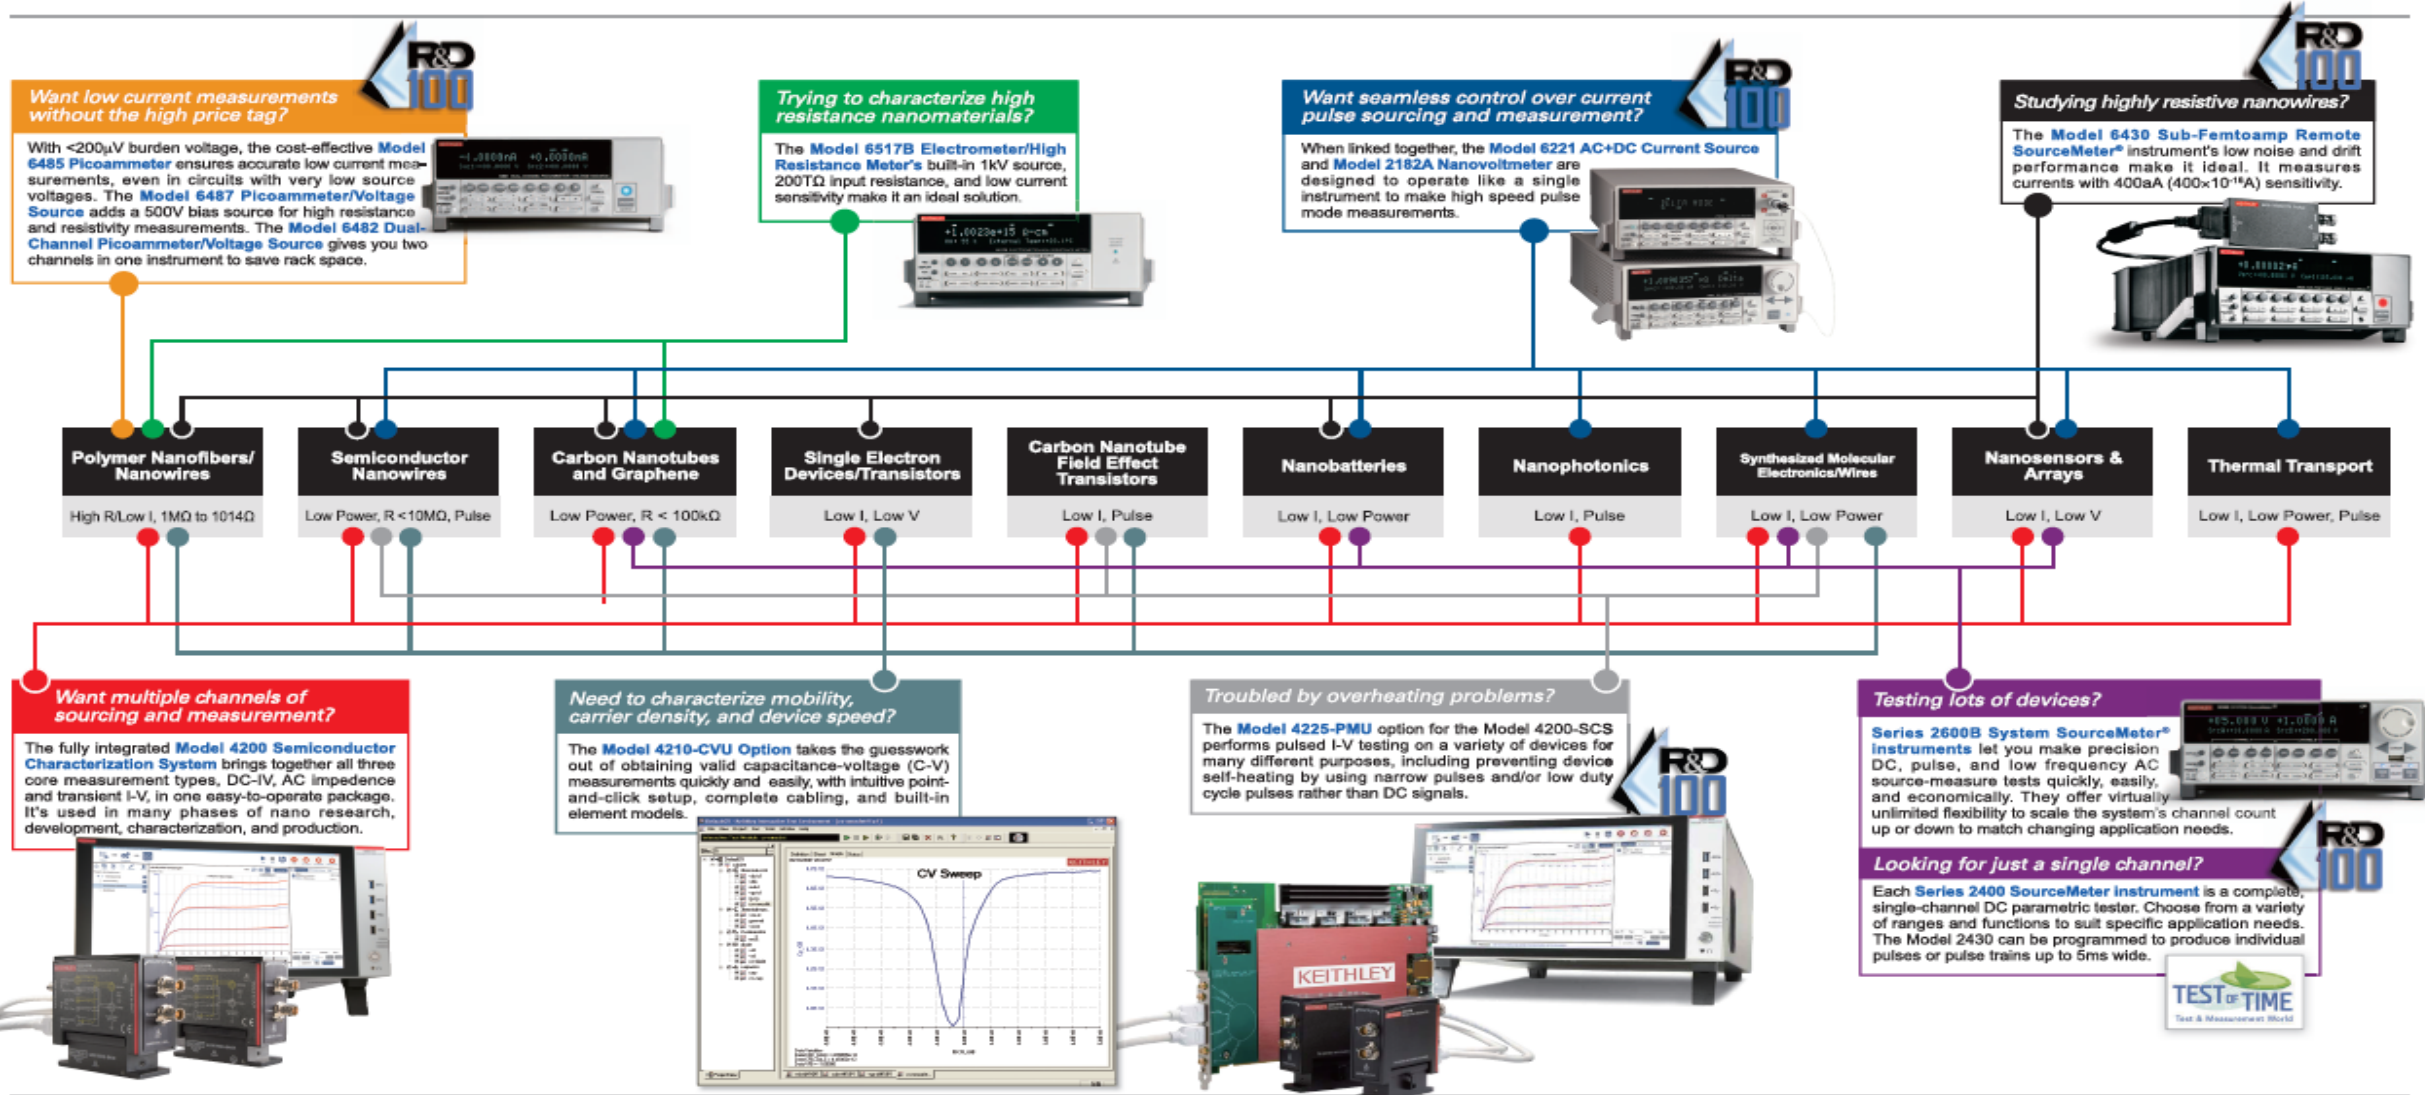 R&D
100
Want low current measurements
without the high price tag?
With <200µV burden voltage, the cost-effective Model
6485 Picoammeter ensures accurate low current mea-
surements, even in circuits with very low source
voltages. The Model 6487 Picoammeter/Voltage
Source adds a 500V bias source for high resistance
and resistivity measurements. The Model 6482 Dual-
Channel Picoammeter/Voltage Source gives you two
channels in one instrument to save rack space.
Trying to characterize high
resistance nanomaterials?
The Model 6517B Electrometer/High
Resistance Meter's built-in 1kV source,
200TΩ input resistance, and low current
sensitivity make it an ideal solution.
R&D
100
Want seamless control over current
pulse sourcing and measurement?
When linked together, the Model 6221 AC+DC Current Source
and Model 2182A Nanovoltmeter are
designed to operate like a single
instrument to make high speed pulse
mode measurements.
R&D
100
Studying highly resistive nanowires?
The Model 6430 Sub-Femtoamp Remote
SourceMeter® instrument's low noise and drift
performance make it ideal. It measures
currents with 400aA (400×10⁻¹⁸A) sensitivity.
Polymer Nanofibers/
Nanowires
High R/Low I, 1MΩ to 1014Ω
Semiconductor
Nanowires
Low Power, R <10MΩ, Pulse
Carbon Nanotubes
and Graphene
Low Power, R < 100kΩ
Single Electron
Devices/Transistors
Low I, Low V
Carbon Nanotube
Field Effect
Transistors
Low I, Pulse
Nanobatteries
Low I, Low Power
Nanophotonics
Low I, Pulse
Synthesized Molecular
Electronics/Wires
Low I, Low Power
Nanosensors &
Arrays
Low I, Low V
Thermal Transport
Low I, Low Power, Pulse
Want multiple channels of
sourcing and measurement?
The fully integrated Model 4200 Semiconductor
Characterization System brings together all three
core measurement types, DC-IV, AC impedance
and transient I-V, in one easy-to-operate package.
It's used in many phases of nano research,
development, characterization, and production.
Need to characterize mobility,
carrier density, and device speed?
The Model 4210-CVU Option takes the guesswork
out of obtaining valid capacitance-voltage (C-V)
measurements quickly and easily, with intuitive point-
and-click setup, complete cabling, and built-in
element models.
KEITHLEY
CV Sweep
Troubled by overheating problems?
The Model 4225-PMU option for the Model 4200-SCS
performs pulsed I-V testing on a variety of devices for
many different purposes, including preventing device
self-heating by using narrow pulses and/or low duty
cycle pulses rather than DC signals.
R&D
100
KEITHLEY
Testing lots of devices?
Series 2600B System SourceMeter®
instruments let you make precision
DC, pulse, and low frequency AC
source-measure tests quickly, easily,
and economically. They offer virtually
unlimited flexibility to scale the system's channel count
up or down to match changing application needs.
R&D
100
Looking for just a single channel?
Each Series 2400 SourceMeter instrument is a complete,
single-channel DC parametric tester. Choose from a variety
of ranges and functions to suit specific application needs.
The Model 2430 can be programmed to produce individual
pulses or pulse trains up to 5ms wide.
TEST OF TIME
Test & Measurement World